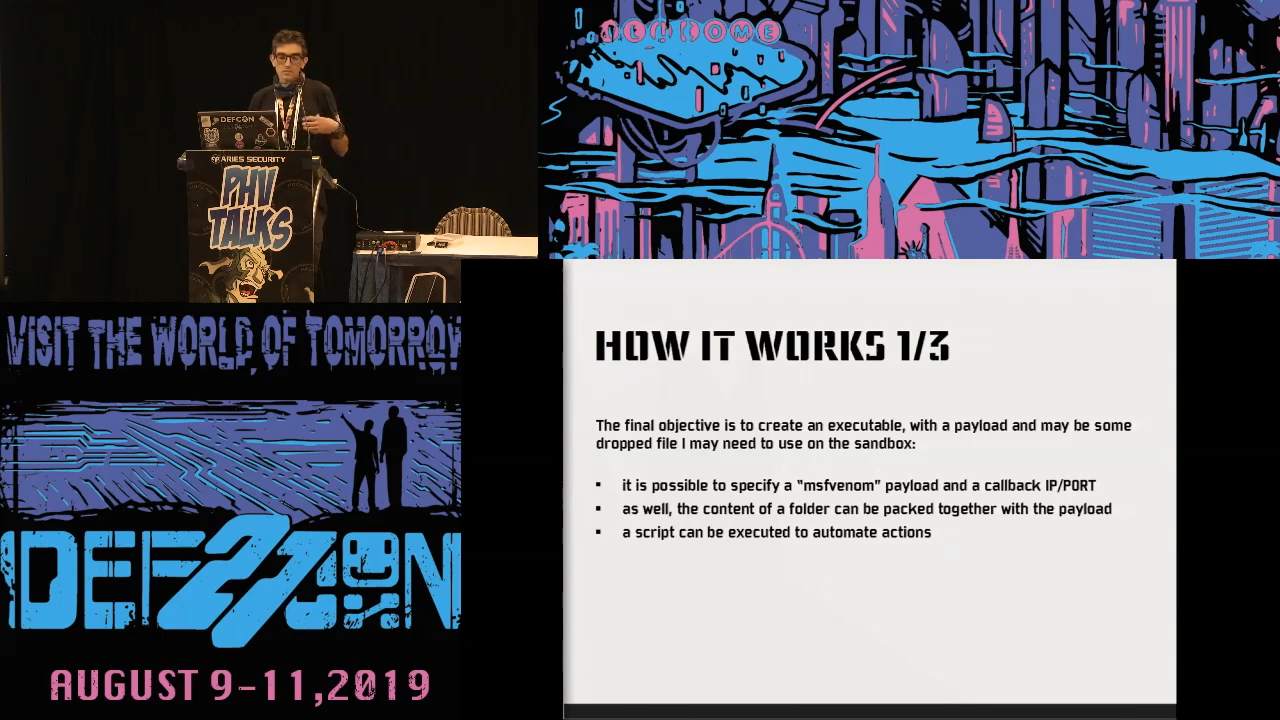 WELCOME
DEFCON
ARIES SECURITY
PHV
TALKS
VISIT THE WORLD OF TOMORROW
DEF CON
27
AUGUST 9-11,2019
HOW IT WORKS 1/3
The final objective is to create an executable, with a payload and may be some
dropped file I may need to use on the sandbox:
▪ it is possible to specify a “msfvenom” payload and a callback IP/PORT
▪ as well, the content of a folder can be packed together with the payload
▪ a script can be executed to automate actions